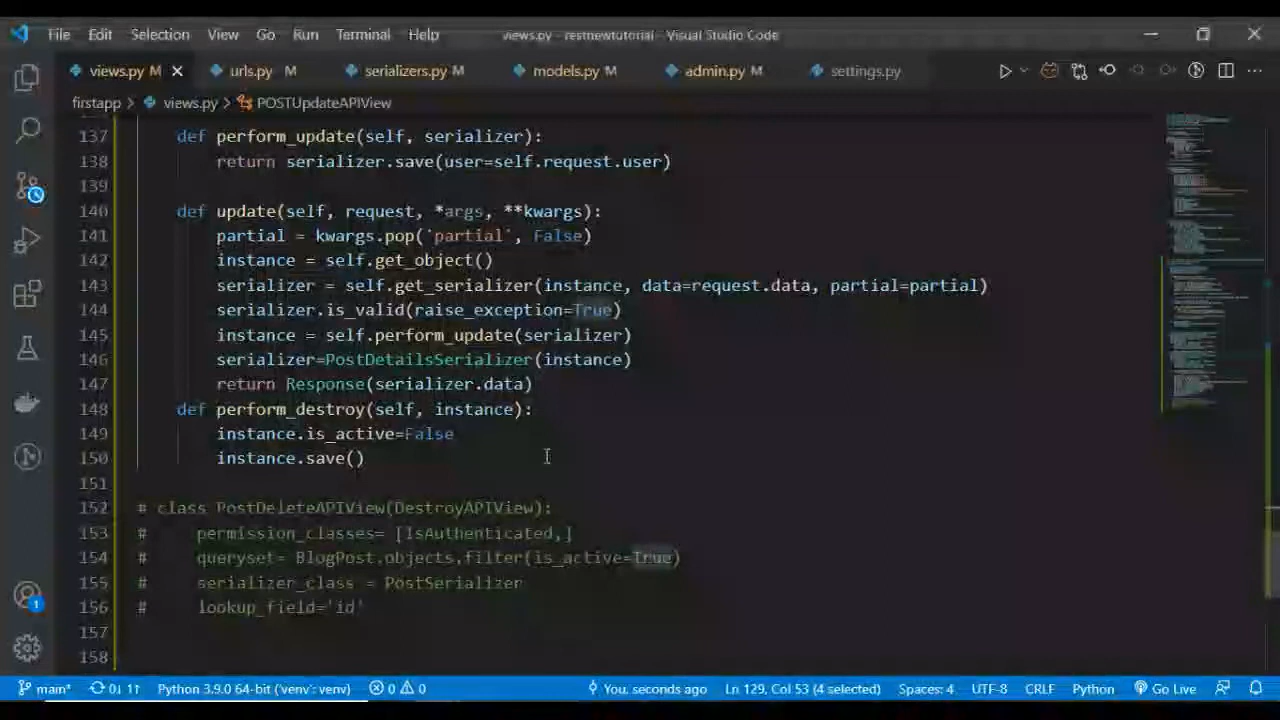 File Edit Selection View Go Run Terminal Help views.py - restnewtutorial - Visual Studio Code
views.py M urls.py M serializers.py M models.py M admin.py M settings.py
firstapp > views.py > POSTUpdateAPIView
137 def perform_update(self, serializer):
138 return serializer.save(user=self.request.user)
139
140 def update(self, request, *args, **kwargs):
141 partial = kwargs.pop('partial', False)
142 instance = self.get_object()
143 serializer = self.get_serializer(instance, data=request.data, partial=partial)
144 serializer.is_valid(raise_exception=True)
145 instance = self.perform_update(serializer)
146 serializer=PostDetailsSerializer(instance)
147 return Response(serializer.data)
148 def perform_destroy(self, instance):
149 instance.is_active=False
150 instance.save()
151
152 # class PostDeleteAPIView(DestroyAPIView):
153 # permission_classes= [IsAuthenticated,]
154 # queryset= BlogPost.objects.filter(is_active=True)
155 # serializer_class = PostSerializer
156 # lookup_field='id'
157
158
main* 0↓ 1↑ Python 3.9.0 64-bit ('venv': venv) 0 0 You, seconds ago Ln 129, Col 53 (4 selected) Spaces: 4 UTF-8 CRLF Python Go Live